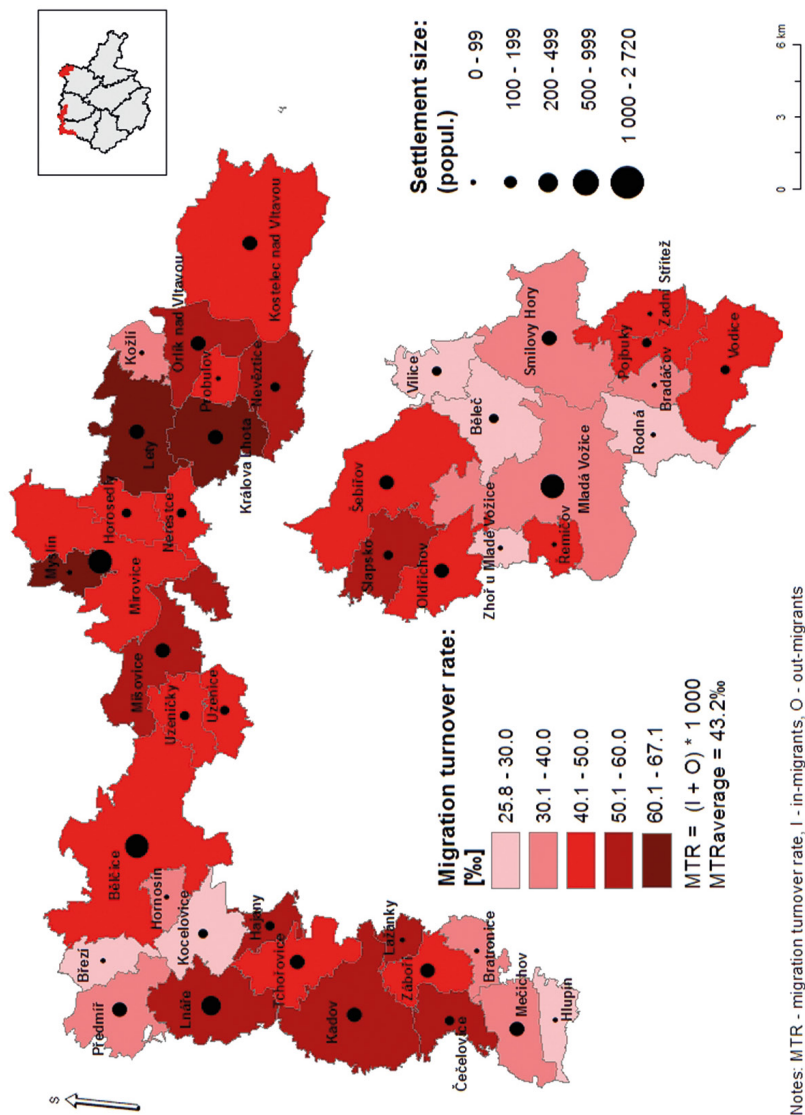 S
Předmíř
Březí
Bělčice
Hornosín
Kocelovice
Lnáře
Hajany
Tchořovice
Kadov
Lažánky
Záboří
Čečelovice
Bratronice
Mečichov
Hlupín
Uzeničky
Uzenice
Mišovice
Mirovice
Myslín
Horosedly
Nerestce
Lety
Králova Lhota
Kožlí
Orlík nad Vltavou
Probulov
Nevěztice
Kostelec nad Vltavou
Šebířov
Slapsko
Oldřichov
Zhoř u Mladé Vožice
Řemíčov
Mladá Vožice
Běleč
Vilice
Smilovy Hory
Rodná
Bradáčov
Pojbuky
Zadní Střítež
Vodice
Migration turnover rate:
[‰]
25.8 - 30.0
30.1 - 40.0
40.1 - 50.0
50.1 - 60.0
60.1 - 67.1
MTR = (I + O) * 1 000
MTRaverage = 43.2‰
Settlement size:
(popul.)
0 - 99
100 - 199
200 - 499
500 - 999
1 000 - 2 720
0 3 6 km
Notes: MTR - migration turnover rate, I - in-migrants, O - out-migrants